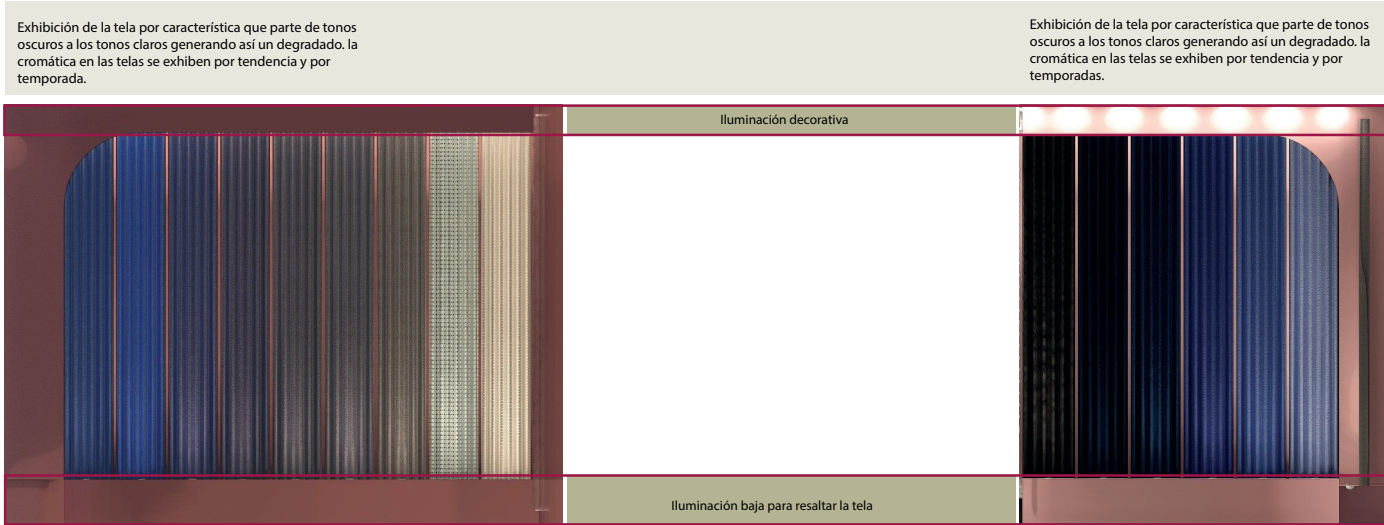 Exhibición de la tela por característica que parte de tonos
oscuros a los tonos claros generando así un degradado. la
cromática en las telas se exhiben por tendencia y por
temporada.
Exhibición de la tela por característica que parte de tonos
oscuros a los tonos claros generando así un degradado. la
cromática en las telas se exhiben por tendencia y por
temporadas.
Iluminación decorativa
Iluminación baja para resaltar la tela